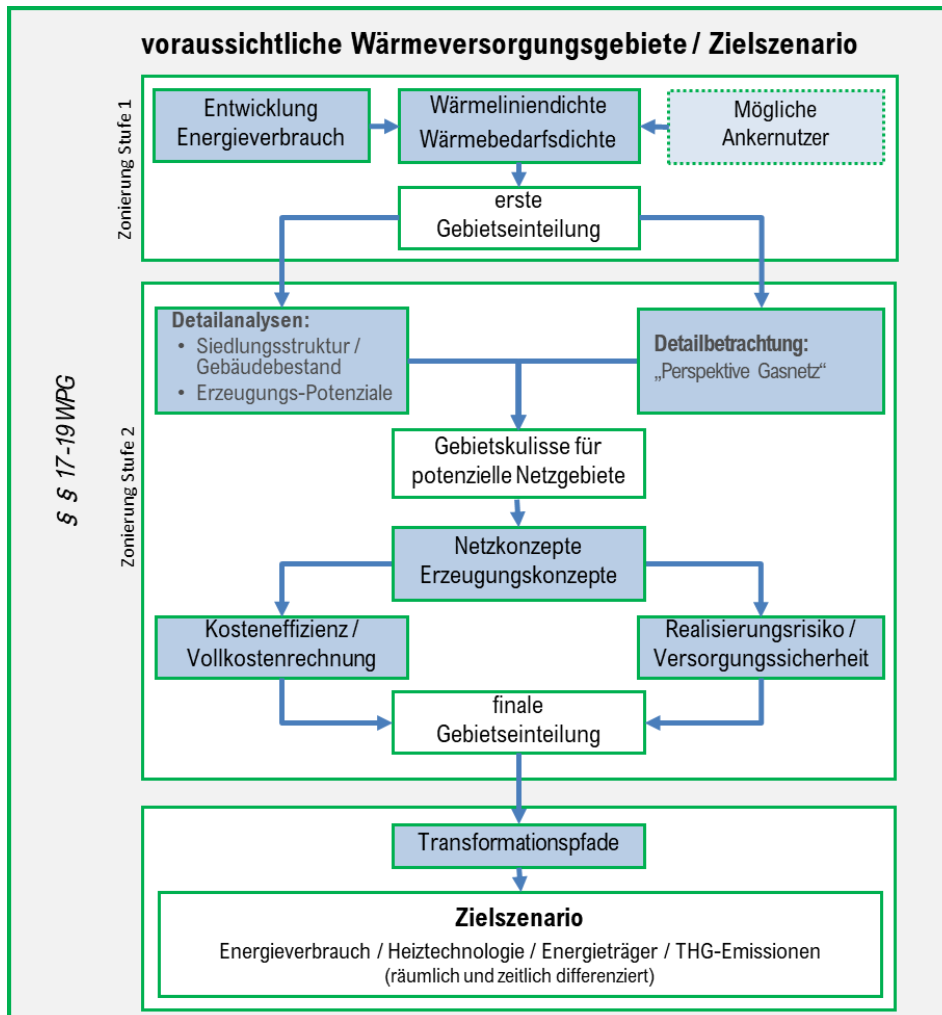 voraussichtliche Wärmeversorgungsgebiete / Zielszenario
§ § 17-19 WPG
Zonierung Stufe 1
Entwicklung
Energieverbrauch
Wärmeliniendichte
Wärmebedarfsdichte
Mögliche
Ankernutzer
erste
Gebietseinteilung
Zonierung Stufe 2
Detailanalysen:
• Siedlungsstruktur /
Gebäudebestand
• Erzeugungs-Potenziale
Detailbetrachtung:
„Perspektive Gasnetz“
Gebietskulisse für
potenzielle Netzgebiete
Netzkonzepte
Erzeugungskonzepte
Kosteneffizienz /
Vollkostenrechnung
Realisierungsrisiko /
Versorgungssicherheit
finale
Gebietseinteilung
Transformationspfade
Zielszenario
Energieverbrauch / Heiztechnologie / Energieträger / THG-Emissionen
(räumlich und zeitlich differenziert)